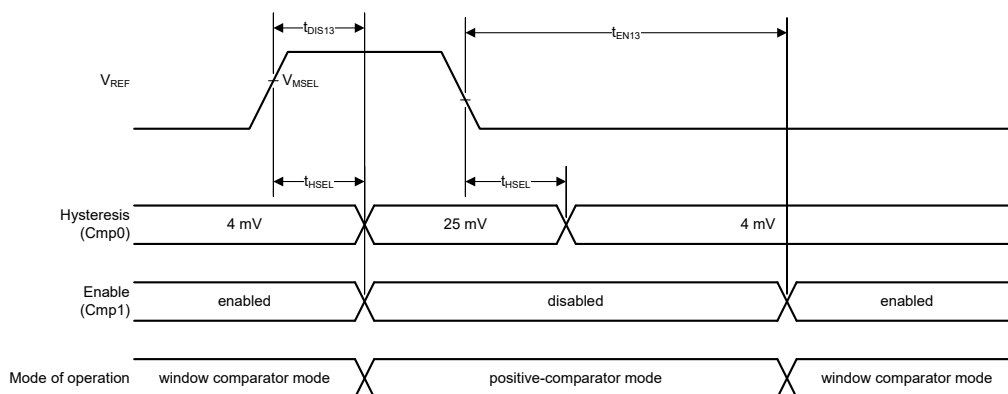 tDIS13
tEN13
VREF
VMSEL
tHSEL
tHSEL
Hysteresis
(Cmp0)
4 mV
25 mV
4 mV
Enable
(Cmp1)
enabled
disabled
enabled
Mode of operation
window comparator mode
positive-comparator mode
window comparator mode